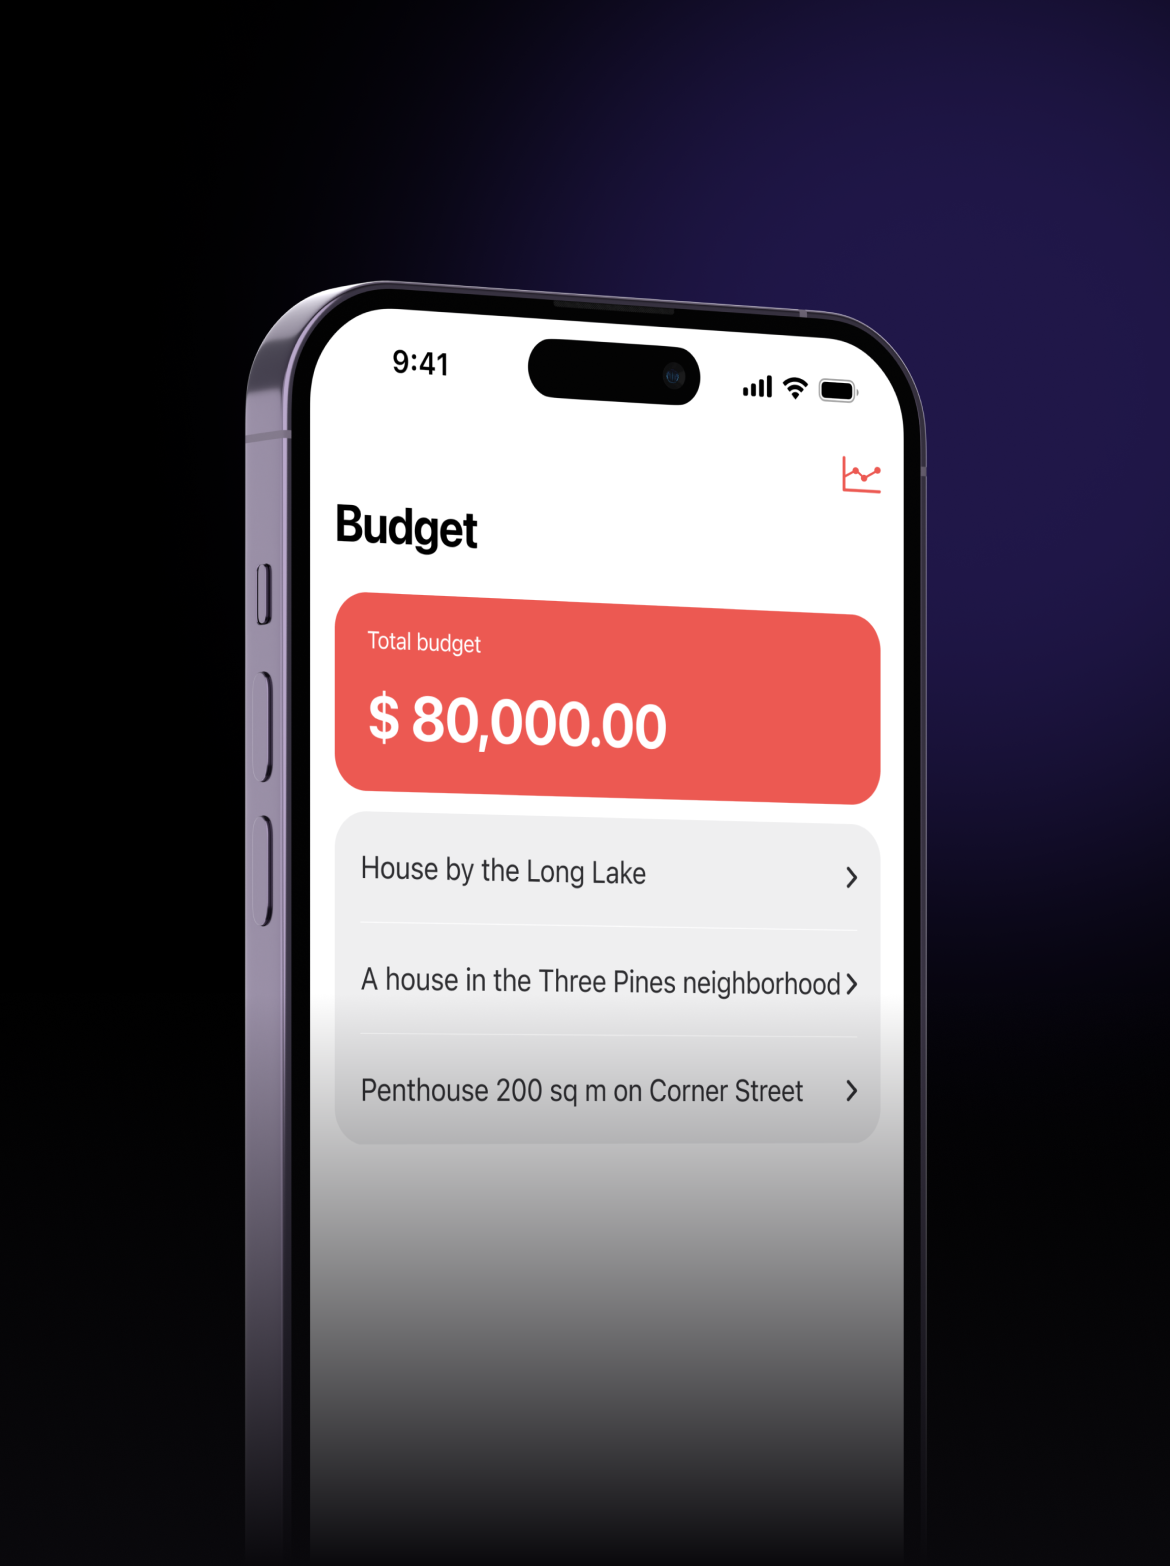 9:41
Budget
Total budget
$ 80,000.00
House by the Long Lake
A house in the Three Pines neighborhood
Penthouse 200 sq m on Corner Street